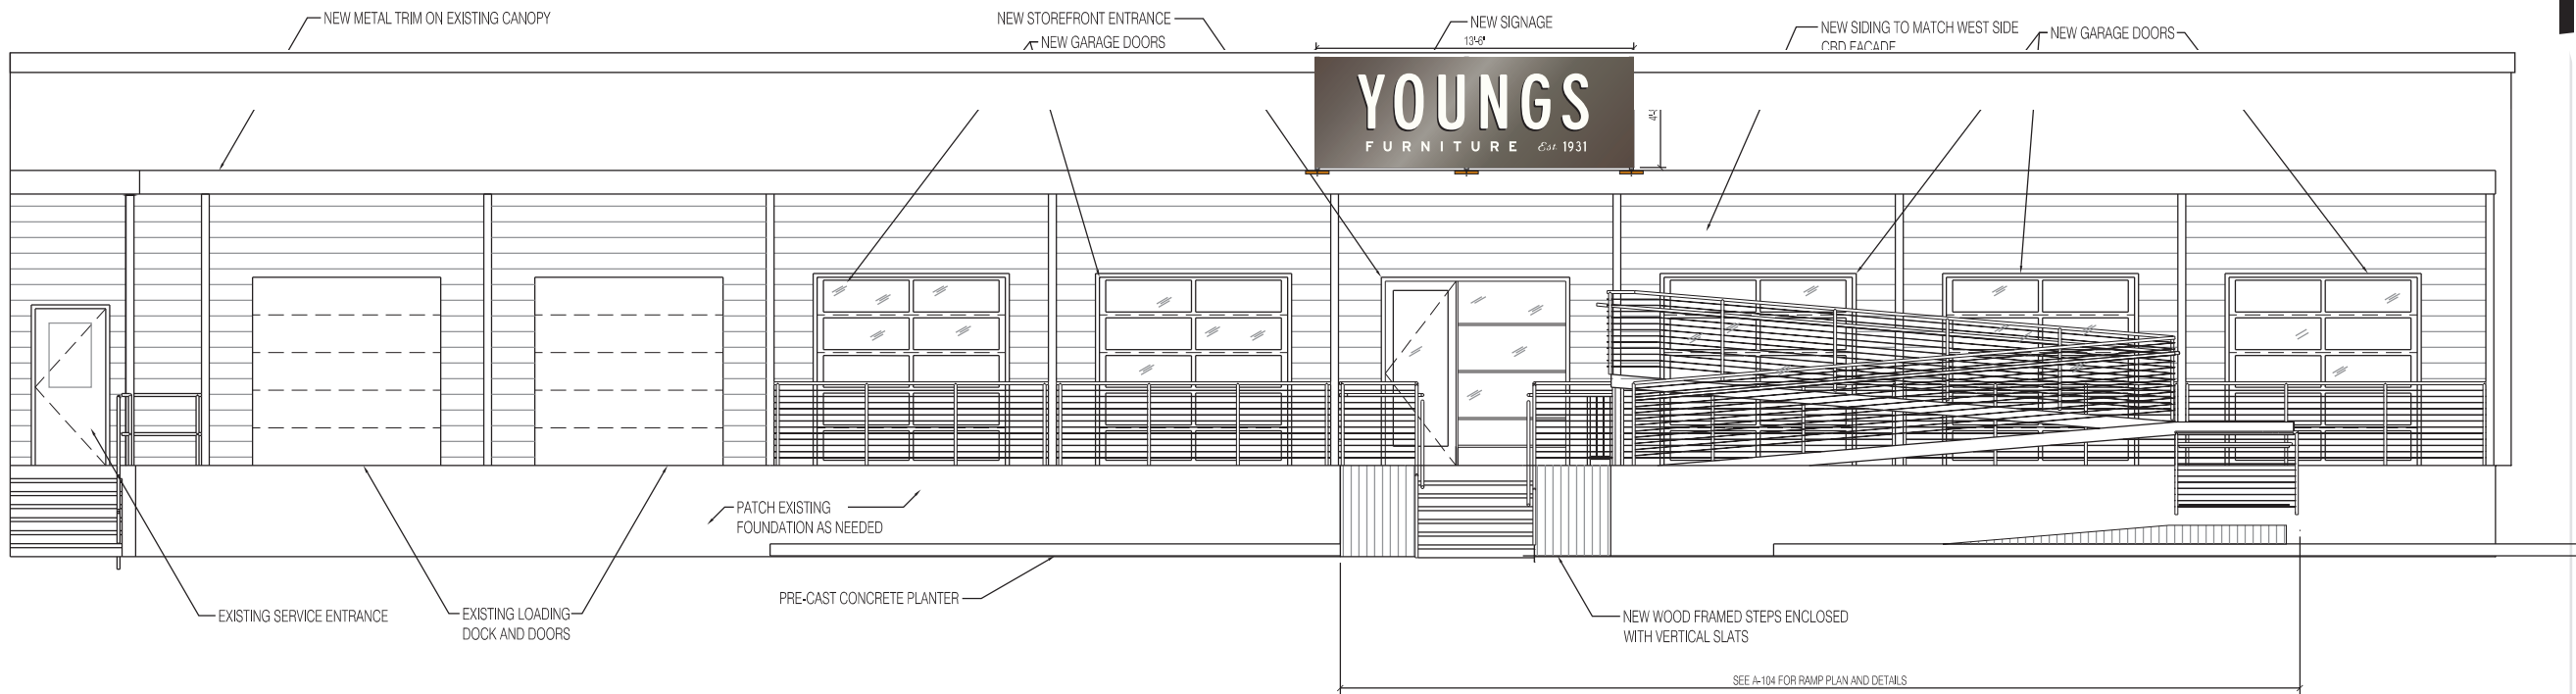 NEW METAL TRIM ON EXISTING CANOPY
NEW STOREFRONT ENTRANCE
NEW GARAGE DOORS
NEW SIGNAGE
13'-6"
NEW SIDING TO MATCH WEST SIDE
CBD FACADE
NEW GARAGE DOORS
YOUNGS
FURNITURE Est. 1931
PATCH EXISTING
FOUNDATION AS NEEDED
PRE-CAST CONCRETE PLANTER
EXISTING SERVICE ENTRANCE
EXISTING LOADING
DOCK AND DOORS
NEW WOOD FRAMED STEPS ENCLOSED
WITH VERTICAL SLATS
SEE A-104 FOR RAMP PLAN AND DETAILS